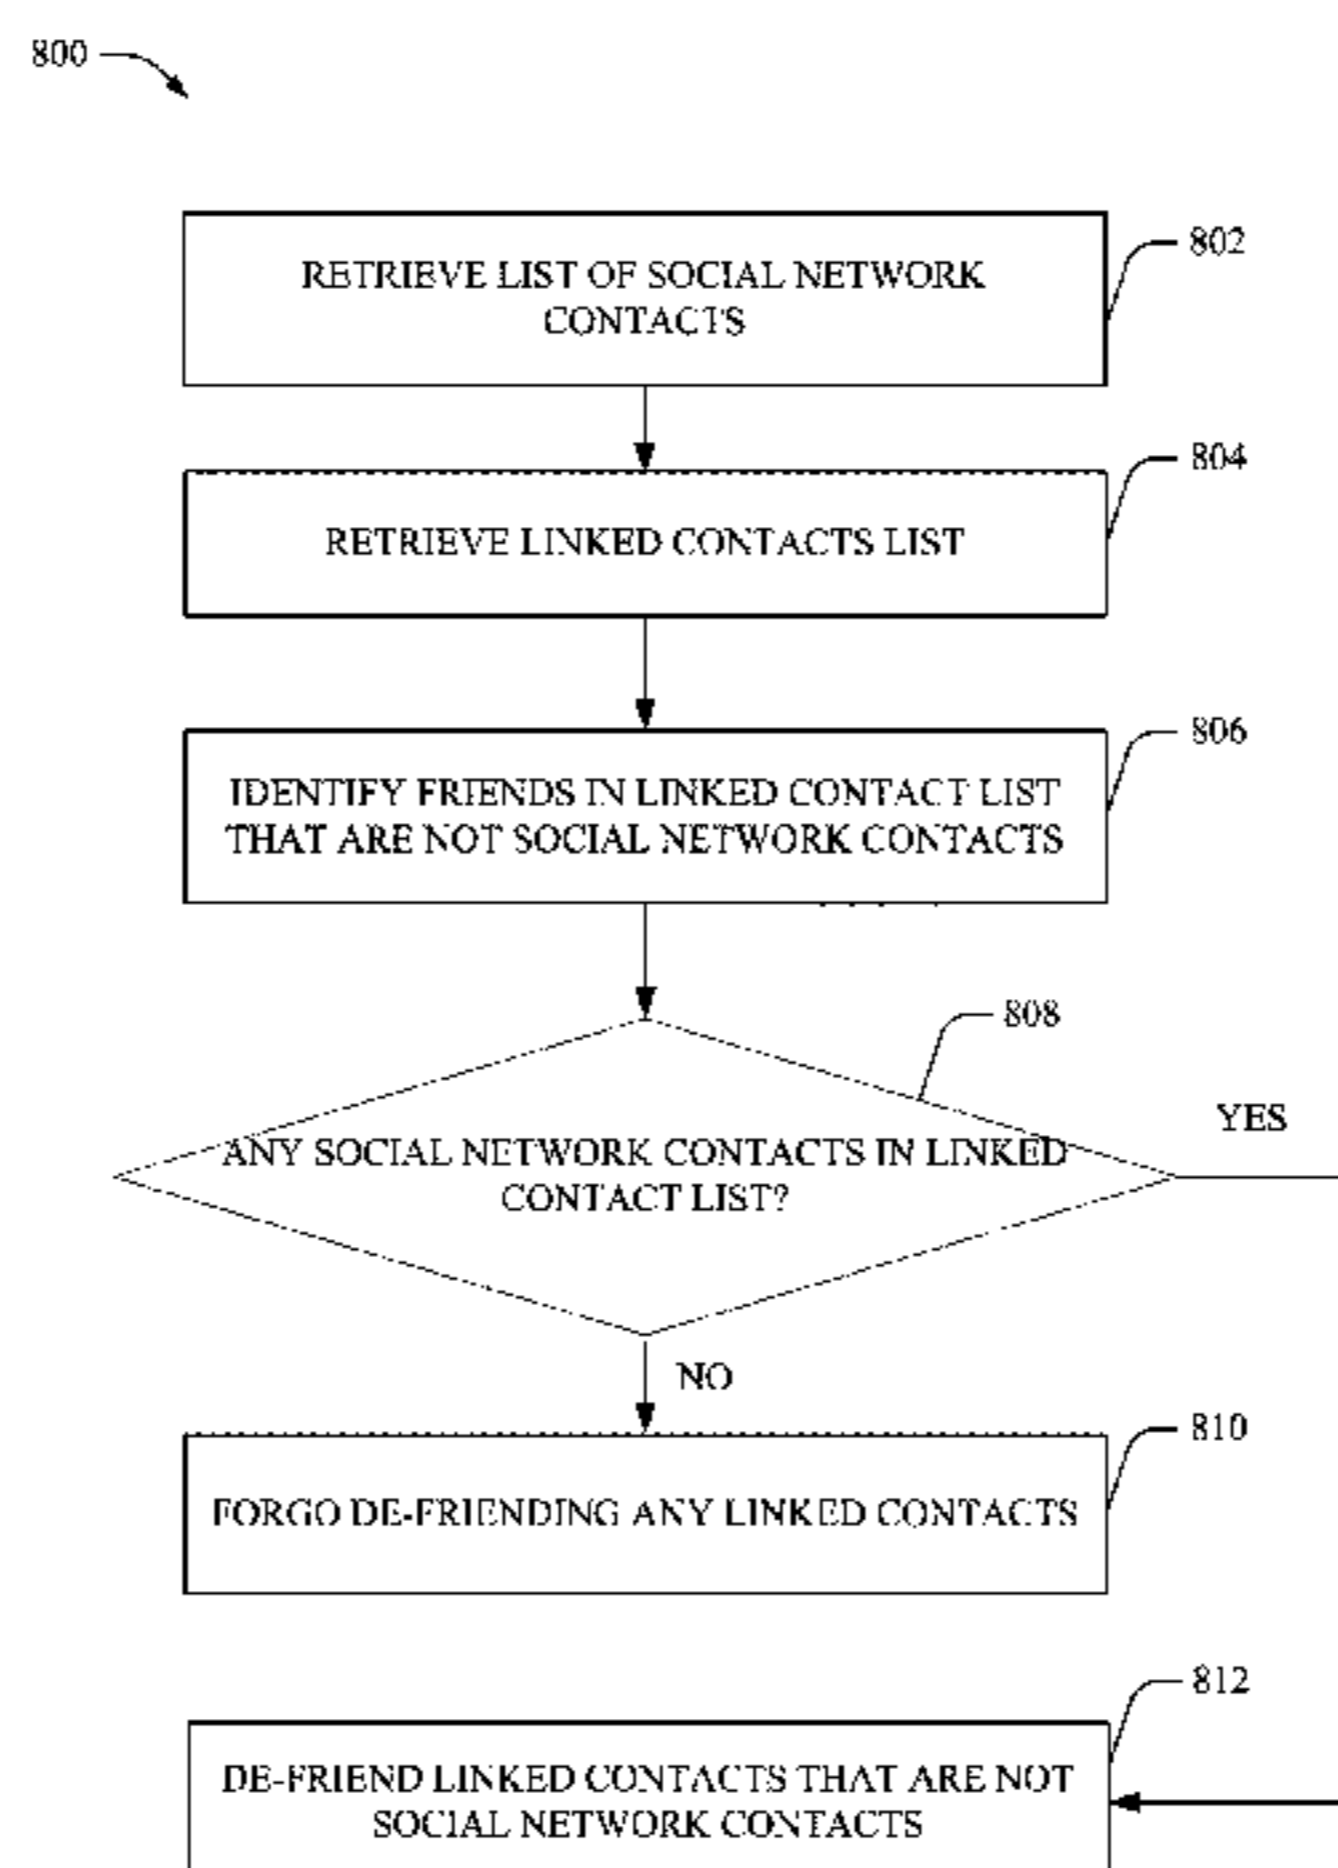 800
802
RETRIEVE LIST OF SOCIAL NETWORK
CONTACTS
804
RETRIEVE LINKED CONTACTS LIST
806
IDENTIFY FRIENDS IN LINKED CONTACT LIST
THAT ARE NOT SOCIAL NETWORK CONTACTS
808
YES
ANY SOCIAL NETWORK CONTACTS IN LINKED
CONTACT LIST?
NO
810
FORGO DE-FRIENDING ANY LINKED CONTACTS
812
DE-FRIEND LINKED CONTACTS THAT ARE NOT
SOCIAL NETWORK CONTACTS